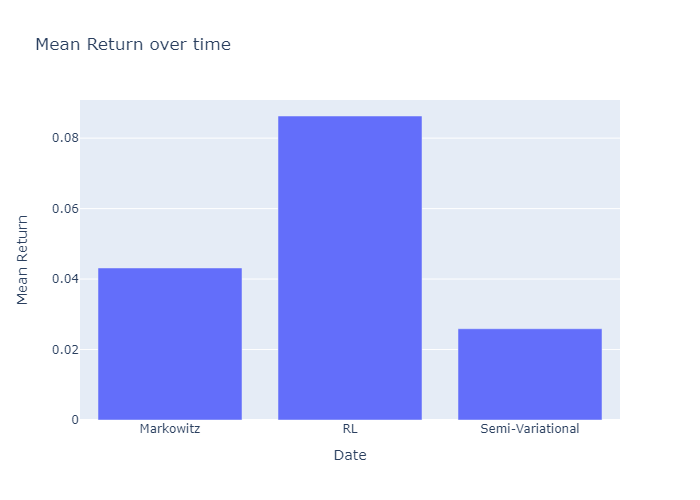 Mean Return over time
Mean Return
0.08
0.06
0.04
0.02
0
Markowitz
RL
Semi-Variational
Date